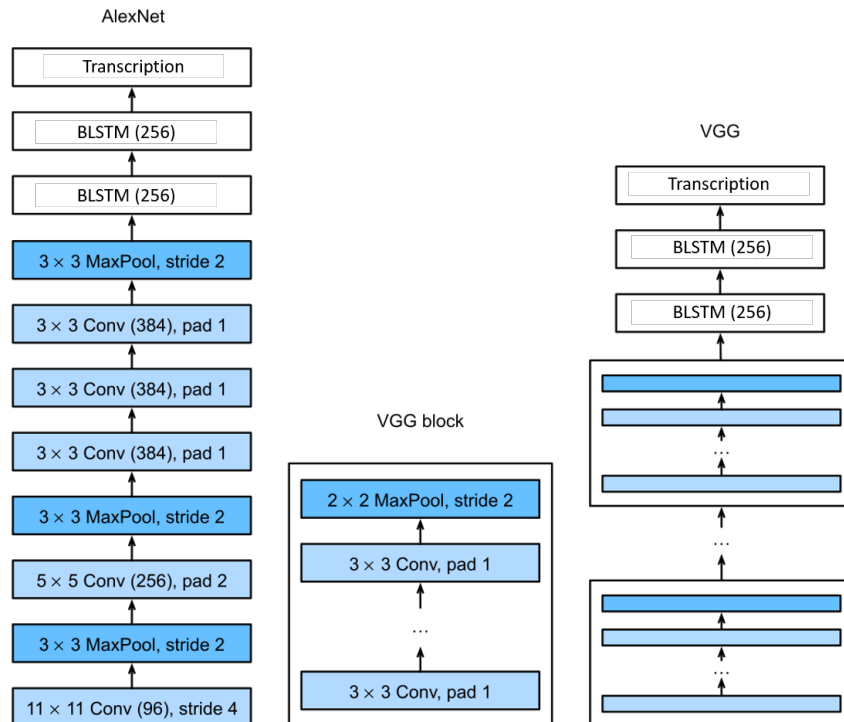 AlexNet
Transcription
BLSTM (256)
BLSTM (256)
3 × 3 MaxPool, stride 2
3 × 3 Conv (384), pad 1
3 × 3 Conv (384), pad 1
3 × 3 Conv (384), pad 1
3 × 3 MaxPool, stride 2
5 × 5 Conv (256), pad 2
3 × 3 MaxPool, stride 2
11 × 11 Conv (96), stride 4
VGG block
2 × 2 MaxPool, stride 2
3 × 3 Conv, pad 1
...
3 × 3 Conv, pad 1
VGG
Transcription
BLSTM (256)
BLSTM (256)
...
...
...